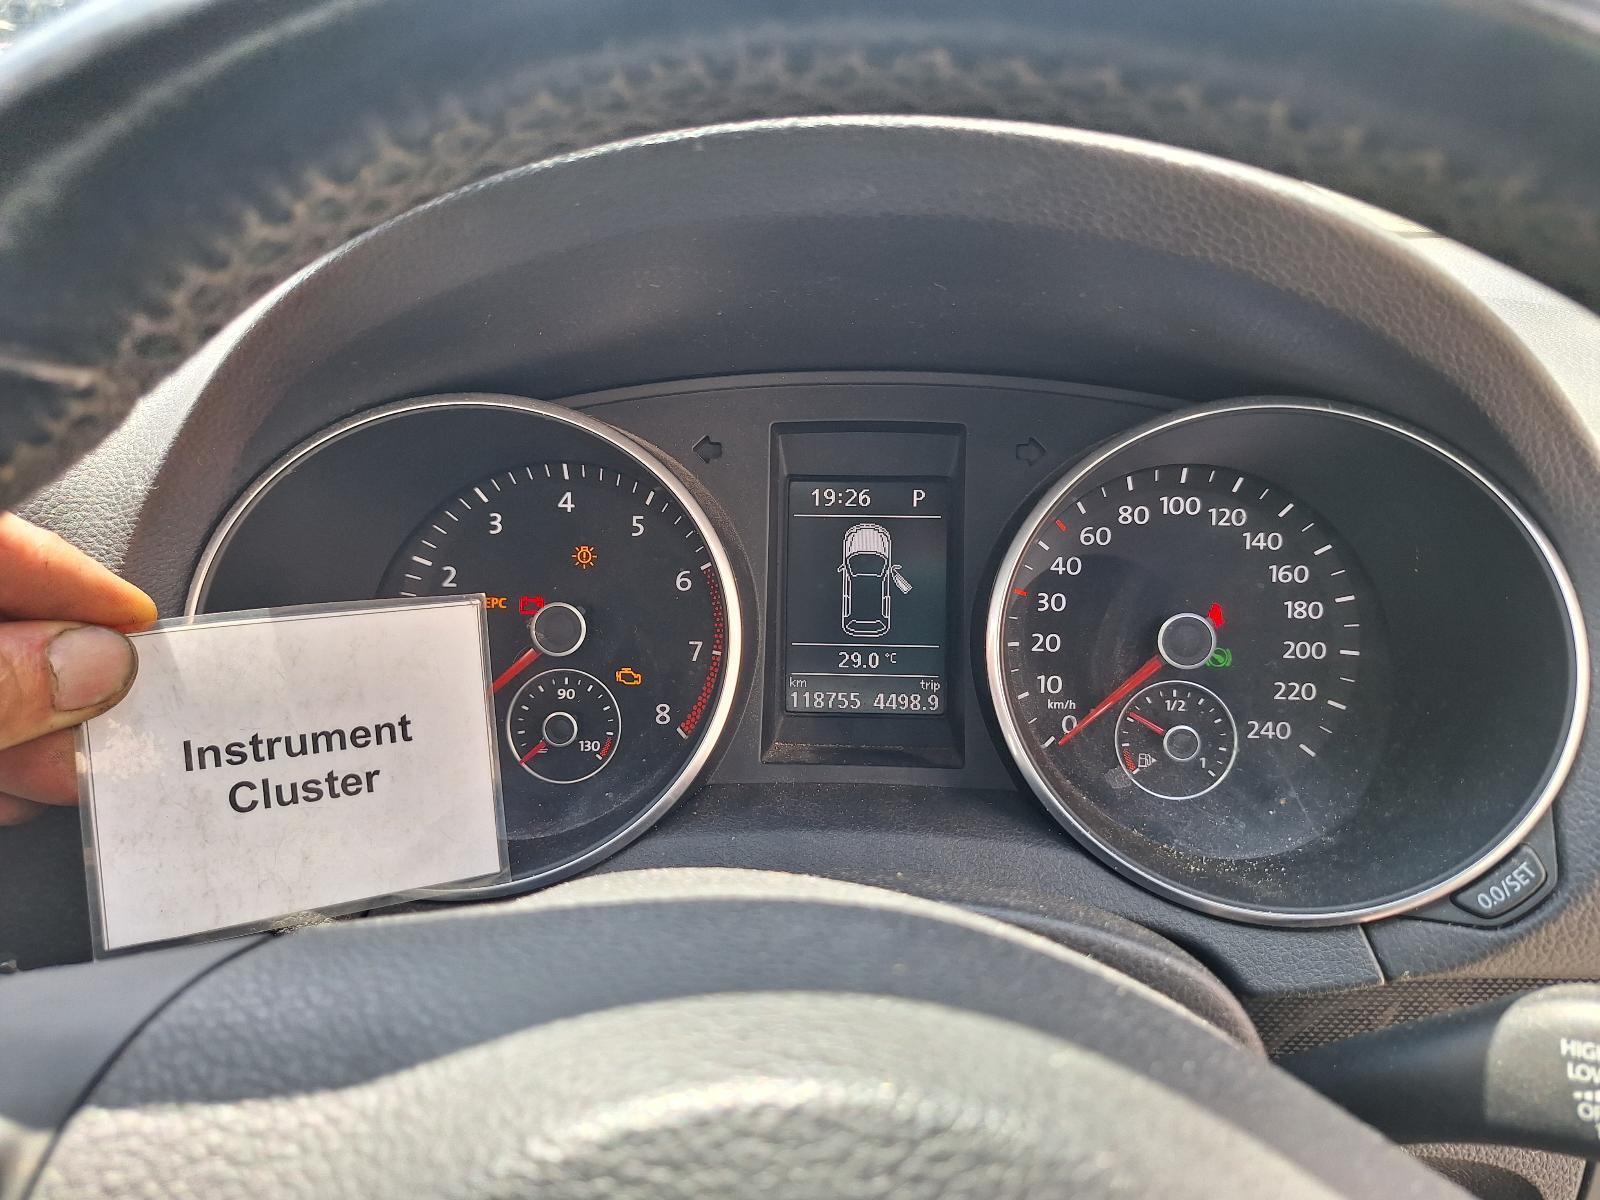 19:26 P
29.0 °C
km trip
118755 4498.9
2 3 4 5 6 7 8
EPC
90
130
0 10 20 30 40 60 80 100 120 140 160 180 200 220 240
km/h
1/2
1
0.0/SET
Instrument
Cluster
HIG
LOW